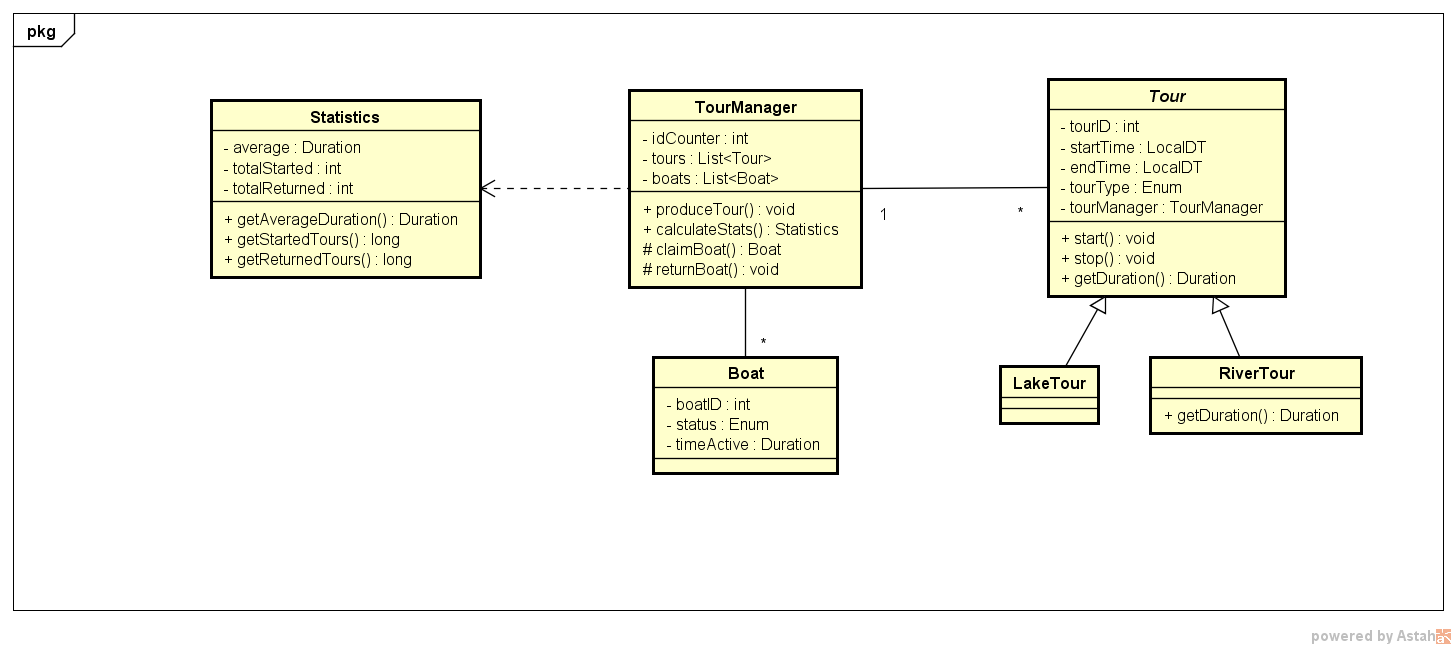 pkg
Statistics
- average : Duration
- totalStarted : int
- totalReturned : int
+ getAverageDuration() : Duration
+ getStartedTours() : long
+ getReturnedTours() : long
TourManager
- idCounter : int
- tours : List<Tour>
- boats : List<Boat>
+ produceTour() : void
+ calculateStats() : Statistics
# claimBoat() : Boat
# returnBoat() : void
1
*
Tour
- tourID : int
- startTime : LocalDT
- endTime : LocalDT
- tourType : Enum
- tourManager : TourManager
+ start() : void
+ stop() : void
+ getDuration() : Duration
*
Boat
- boatID : int
- status : Enum
- timeActive : Duration
LakeTour
RiverTour
+ getDuration() : Duration
powered by Astah